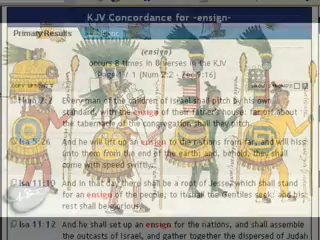 KJV Concordance for -ensign-
Primary Results
(ensign)
occurs 8 times in 8 verses in the KJV
Page 1 / 1 (Num 2:2 - Zec 9:16)
Num 2:2 Every man of the children of Israel shall pitch by his own
standard, with the ensign of their father's house: far off about
the tabernacle of the congregation shall they pitch.
Isa 5:26 And he will lift up an ensign to the nations from far, and will hiss
unto them from the end of the earth: and, behold, they shall
come with speed swiftly:
Isa 11:10 And in that day there shall be a root of Jesse, which shall stand
for an ensign of the people; to it shall the Gentiles seek: and his
rest shall be glorious.
Isa 11:12 And he shall set up an ensign for the nations, and shall assemble
the outcasts of Israel, and gather together the dispersed of Judah